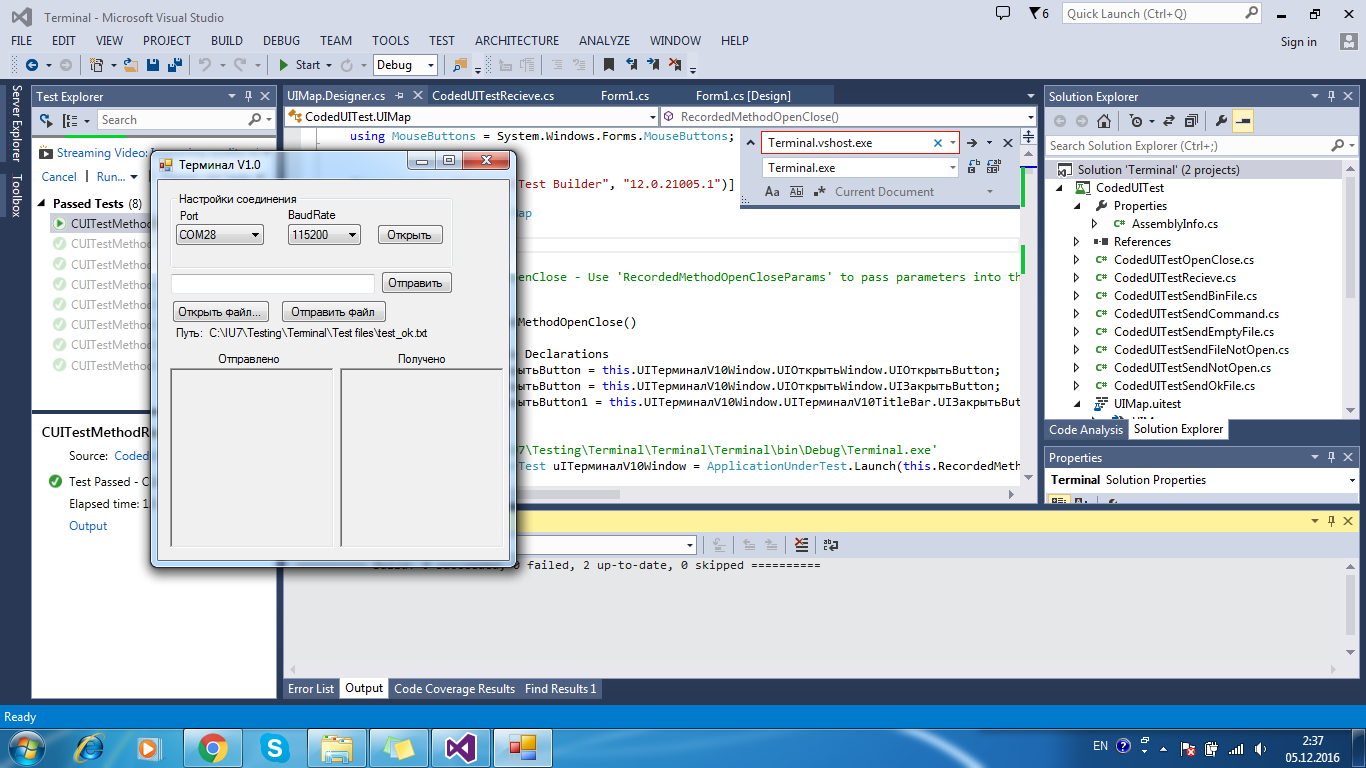 Terminal - Microsoft Visual Studio
6
Quick Launch (Ctrl+Q)
FILE EDIT VIEW PROJECT BUILD DEBUG TEAM TOOLS TEST ARCHITECTURE ANALYZE WINDOW HELP
Sign in
Start Debug
Server Explorer
Toolbox
Test Explorer
Search
Streaming Video:
Cancel | Run...
Passed Tests (8)
CUITestMethod
CUITestMethod
CUITestMethod
CUITestMethod
CUITestMethod
CUITestMethod
CUITestMethod
CUITestMethod
CUITestMethodR
Source: Coded
Test Passed - C
Elapsed time: 1
Output
Терминал V1.0
Настройки соединения
Port BaudRate
COM28 115200 Открыть
Отправить
Открыть файл... Отправить файл
Путь: C:\IU7\Testing\Terminal\Test files\test_ok.txt
Отправлено Получено
UIMap.Designer.cs CodedUITestRecieve.cs Form1.cs Form1.cs [Design]
CodedUITest.UIMap RecordedMethodOpenClose()
using MouseButtons = System.Windows.Forms.MouseButtons;
Test Builder", "12.0.21005.1")]
ap
penClose - Use 'RecordedMethodOpenCloseParams' to pass parameters into th
MethodOpenClose()
Declarations
рытьButton = this.UIТерминалV10Window.UIОткрытьWindow.UIОткрытьButton;
рытьButton = this.UIТерминалV10Window.UIОткрытьWindow.UIЗакрытьButton;
рытьButton1 = this.UIТерминалV10Window.UIТерминалV10TitleBar.UIЗакрытьBut
7\Testing\Terminal\Terminal\Terminal\bin\Debug\Terminal.exe'
Test uIТерминалV10Window = ApplicationUnderTest.Launch(this.RecordedMeth
Terminal.vshost.exe
Terminal.exe
Aa Ab Current Document
failed, 2 up-to-date, 0 skipped ==========
Error List Output Code Coverage Results Find Results 1
Solution Explorer
Search Solution Explorer (Ctrl+;)
Solution 'Terminal' (2 projects)
CodedUITest
Properties
C# AssemblyInfo.cs
References
C# CodedUITestOpenClose.cs
C# CodedUITestRecieve.cs
C# CodedUITestSendBinFile.cs
C# CodedUITestSendCommand.cs
C# CodedUITestSendEmptyFile.cs
C# CodedUITestSendFileNotOpen.cs
C# CodedUITestSendNotOpen.cs
C# CodedUITestSendOkFile.cs
UIMap.uitest
Code Analysis Solution Explorer
Properties
Terminal Solution Properties
Ready
EN
2:37
05.12.2016